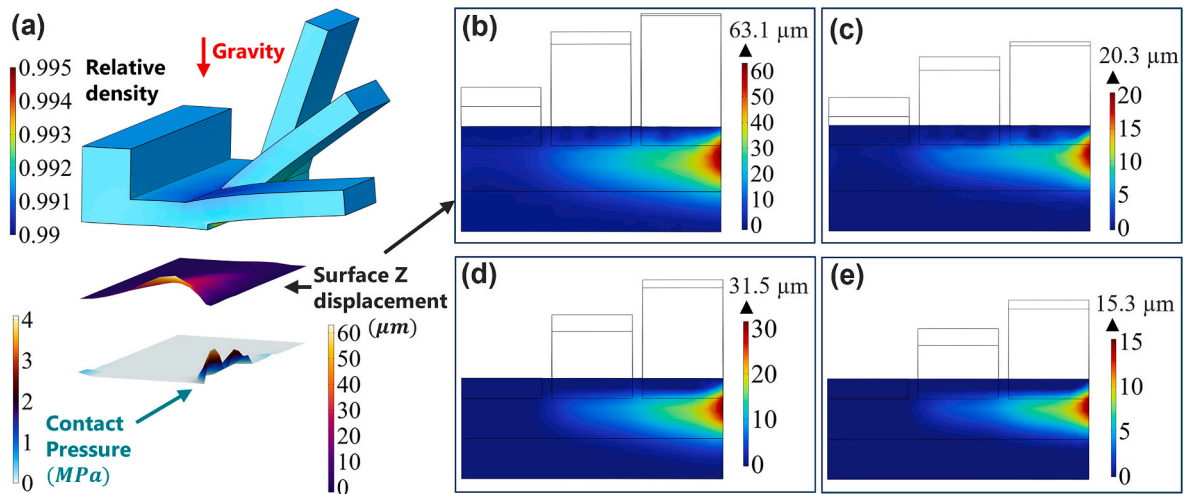 (a)
Gravity
0.995
0.994
0.993
0.992
0.991
0.99
Relative
density
Surface Z
displacement
(μm)
4
3
2
1
0
60
50
40
30
20
10
0
Contact
Pressure
(MPa)
(b)
63.1 μm
60
50
40
30
20
10
0
(c)
20.3 μm
20
15
10
5
0
(d)
31.5 μm
30
20
10
0
(e)
15.3 μm
15
10
5
0